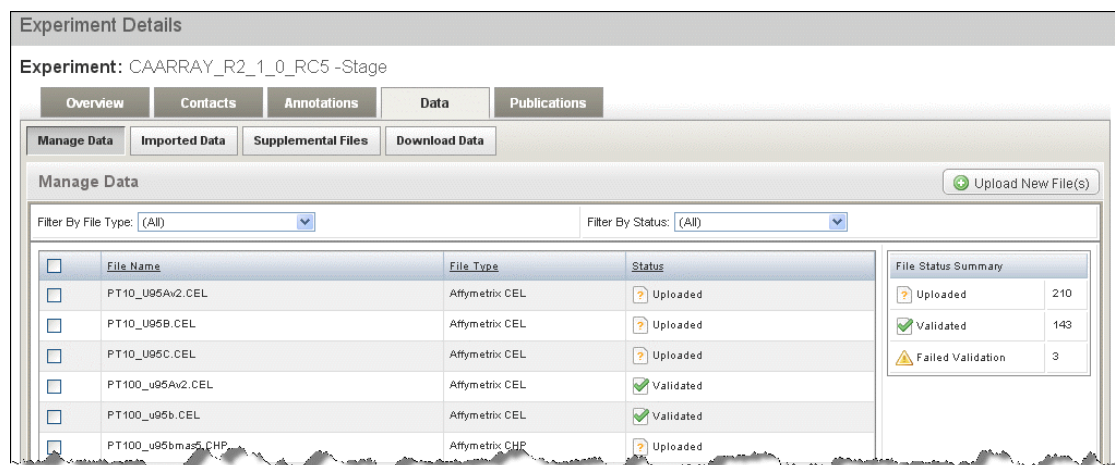 Experiment Details
Experiment: CAARRAY_R2_1_0_RC5 -Stage
Overview Contacts Annotations Data Publications
Manage Data Imported Data Supplemental Files Download Data
Manage Data Upload New File(s)
Filter By File Type: (All) Filter By Status: (All)
File Name File Type Status File Status Summary
PT10_U95Av2.CEL Affymetrix CEL ? Uploaded ? Uploaded 210
PT10_U95B.CEL Affymetrix CEL ? Uploaded Validated 143
PT10_U95C.CEL Affymetrix CEL ? Uploaded ! Failed Validation 3
PT100_u95Av2.CEL Affymetrix CEL Validated
PT100_u95b.CEL Affymetrix CEL Validated
PT100_u95bmas5.CHP Affymetrix CHP ? Uploaded